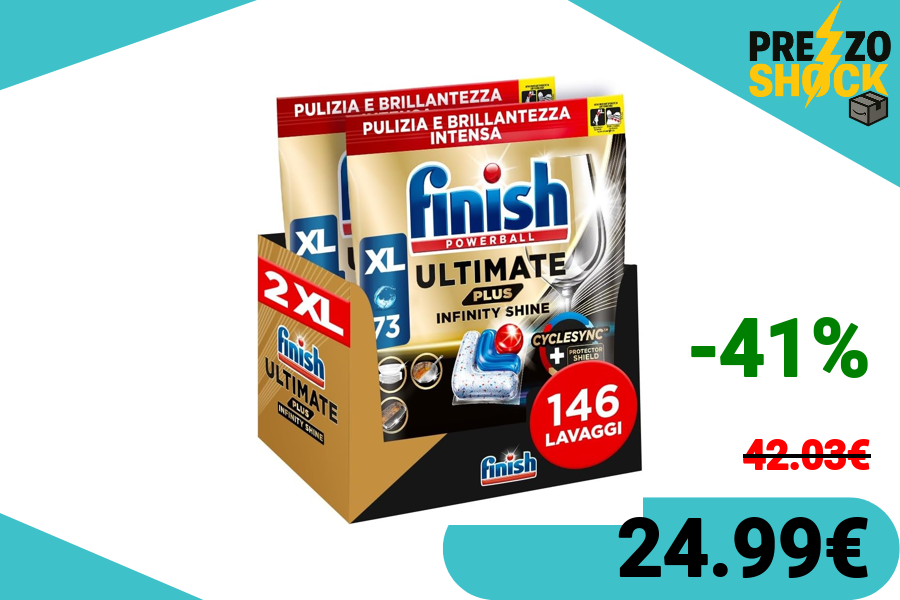 PREZZO
SHOCK
PULIZIA E BRILLANTEZZA
PULIZIA E BRILLANTEZZA
INTENSA
finish
POWERBALL
XL
XL
ULTIMATE
PLUS
INFINITY SHINE
73
2 XL
finish
ULTIMATE
PLUS
INFINITY SHINE
CYCLESYNC™
+ PROTECTOR
SHIELD
146
LAVAGGI
finish
-41%
42.03€
24.99€